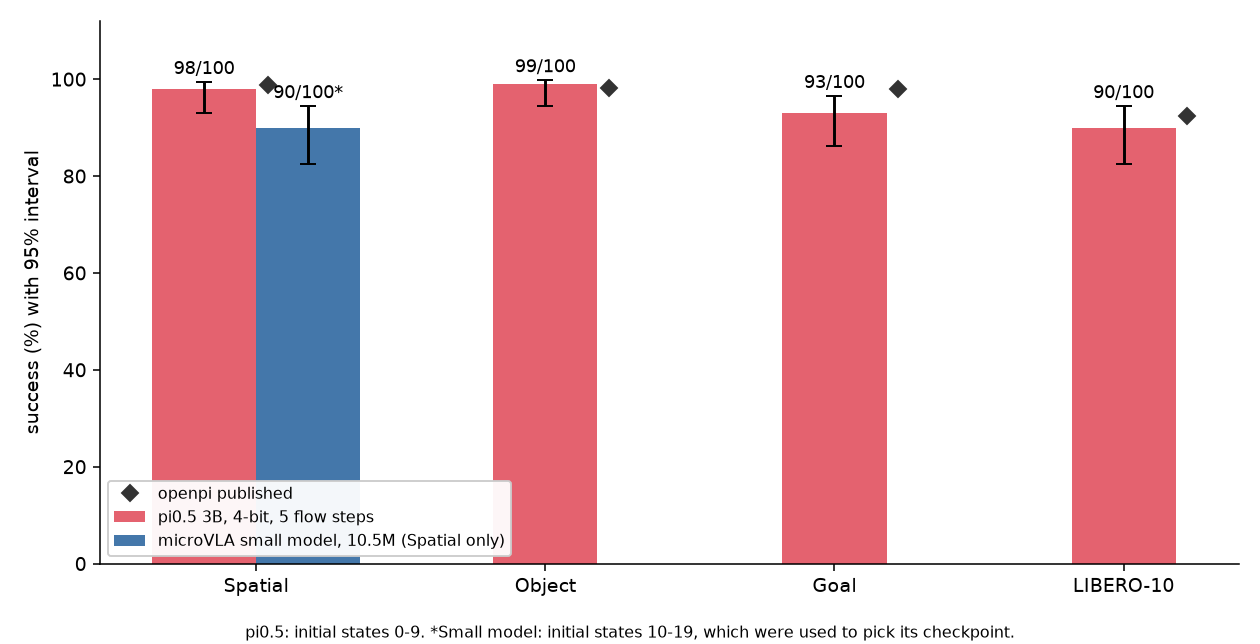 success (%) with 95% interval
100
80
60
40
20
0
98/100
90/100*
99/100
93/100
90/100
openpi published
pi0.5 3B, 4-bit, 5 flow steps
microVLA small model, 10.5M (Spatial only)
Spatial
Object
Goal
LIBERO-10
pi0.5: initial states 0-9. *Small model: initial states 10-19, which were used to pick its checkpoint.